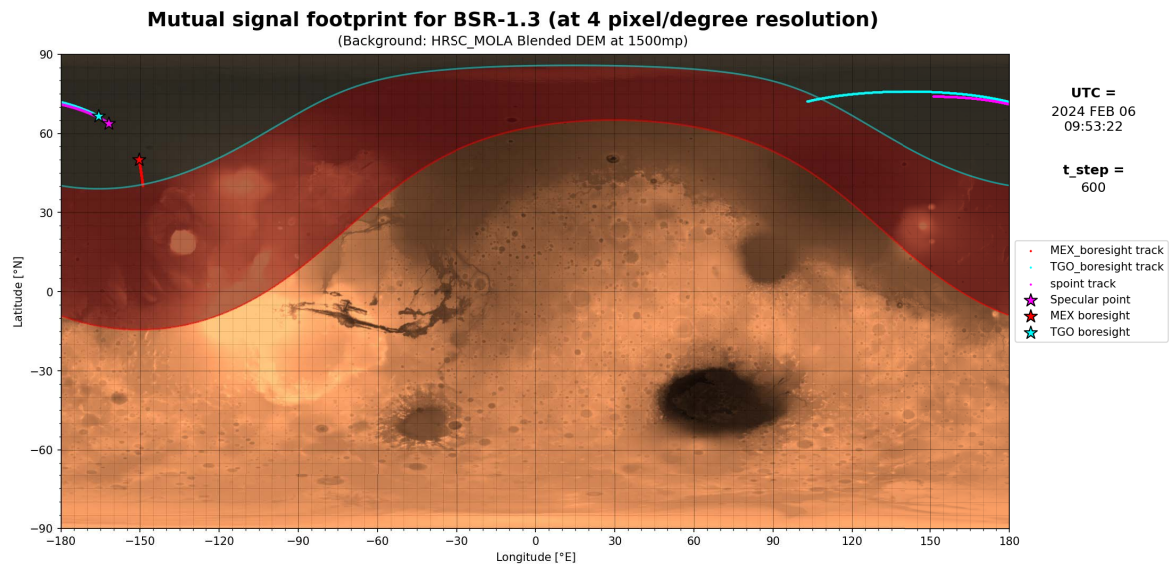 Mutual signal footprint for BSR-1.3 (at 4 pixel/degree resolution)
(Background: HRSC_MOLA Blended DEM at 1500mp)
90
60
30
0
−30
−60
−90
Latitude [°N]
−180
−150
−120
−90
−60
−30
0
30
60
90
120
150
180
Longitude [°E]
UTC =
2024 FEB 06
09:53:22
t_step =
600
MEX_boresight track
TGO_boresight track
spoint track
Specular point
MEX boresight
TGO boresight